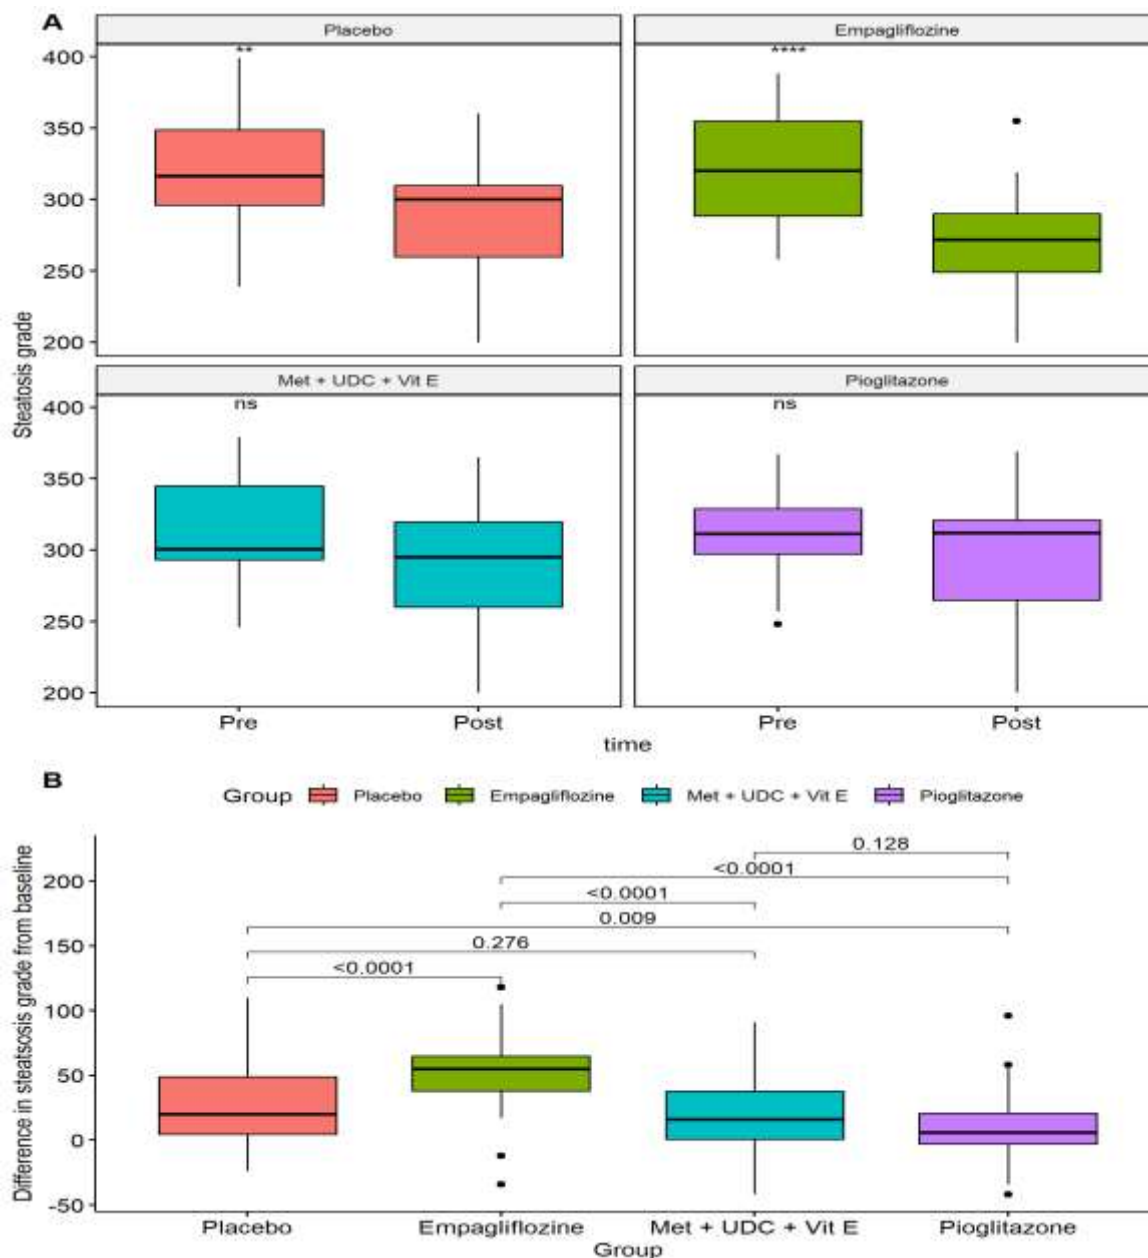 A
Placebo
Empagliflozine
**
****
400
350
300
250
200
Steatosis grade
Met + UDC + Vit E
Pioglitazone
ns
ns
400
350
300
250
200
Pre
Post
Pre
Post
time
B
Group Placebo Empagliflozine Met + UDC + Vit E Pioglitazone
Difference in steatsosis grade from baseline
200
150
100
50
0
-50
0.128
<0.0001
<0.0001
0.009
0.276
<0.0001
Placebo
Empagliflozine
Met + UDC + Vit E
Pioglitazone
Group